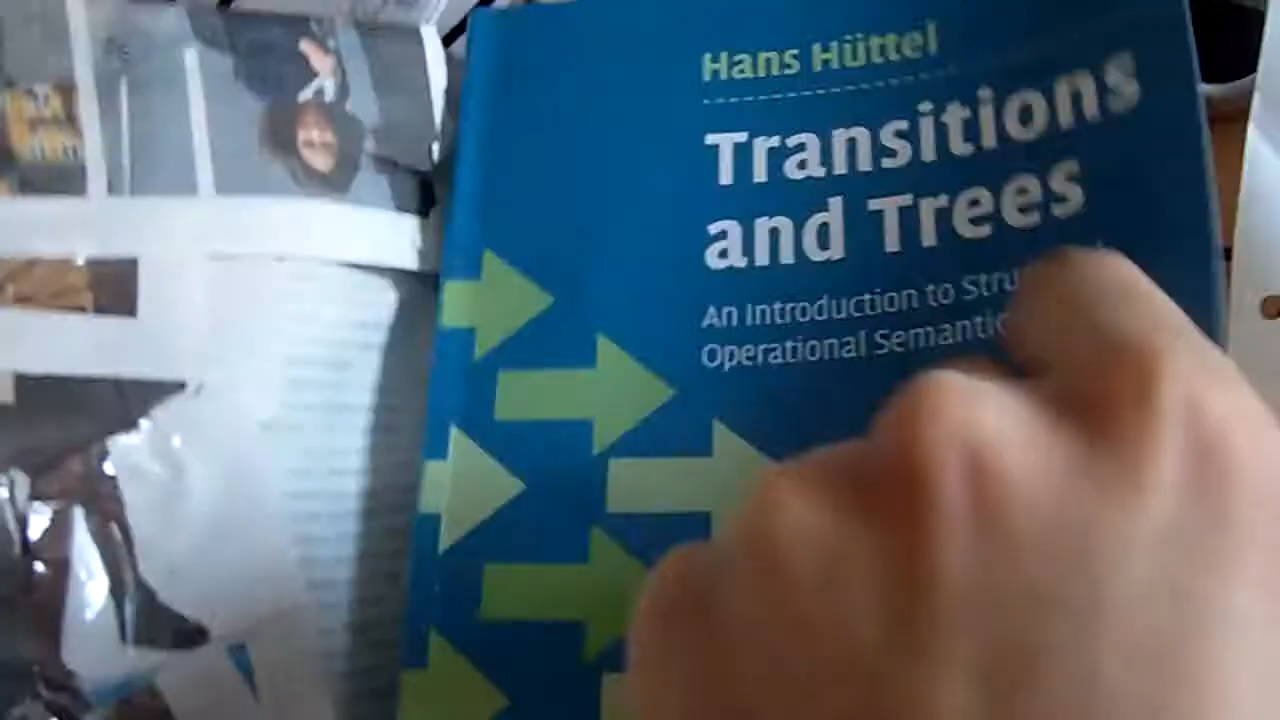 Hans Hüttel
Transitions
and Trees
An Introduction to Stru
Operational Semantic